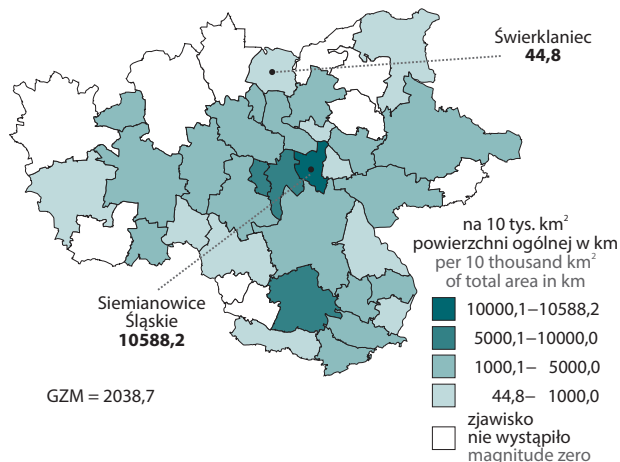 Świerklaniec
44,8
na 10 tys. km²
powierzchni ogólnej w km
per 10 thousand km²
of total area in km
Siemianowice
Śląskie
10588,2
10000,1–10588,2
5000,1–10000,0
1000,1– 5000,0
44,8– 1000,0
GZM = 2038,7
zjawisko
nie wystąpiło
magnitude zero